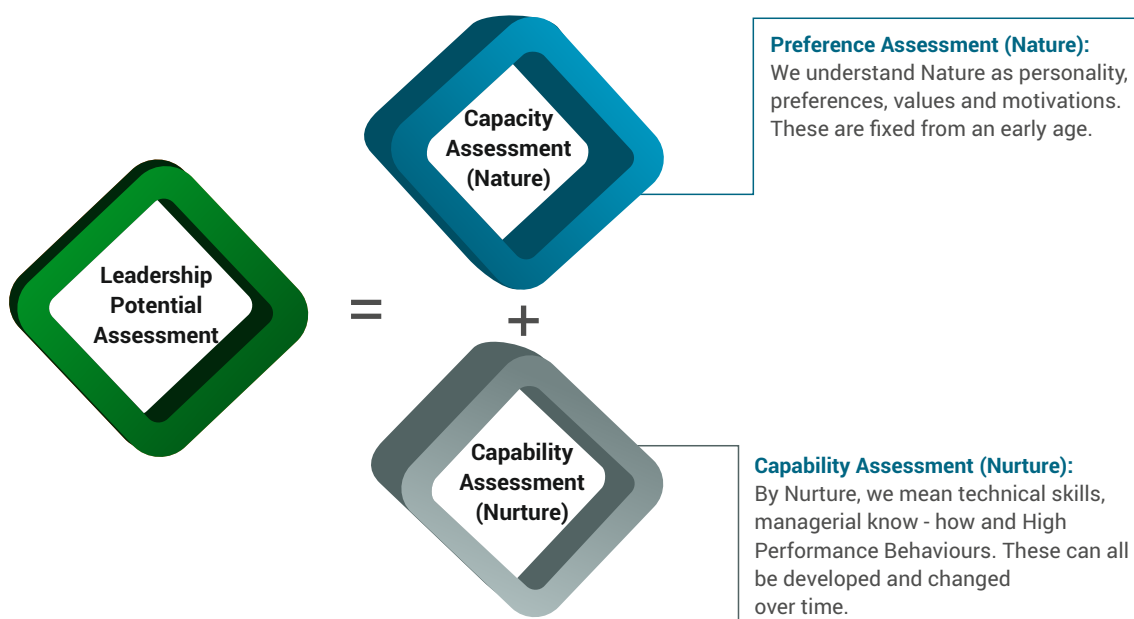 Leadership
Potential
Assessment
=
Capacity
Assessment
(Nature)
+
Capability
Assessment
(Nurture)
Preference Assessment (Nature):
We understand Nature as personality,
preferences, values and motivations.
These are fixed from an early age.
Capability Assessment (Nurture):
By Nurture, we mean technical skills,
managerial know - how and High
Performance Behaviours. These can all
be developed and changed
over time.